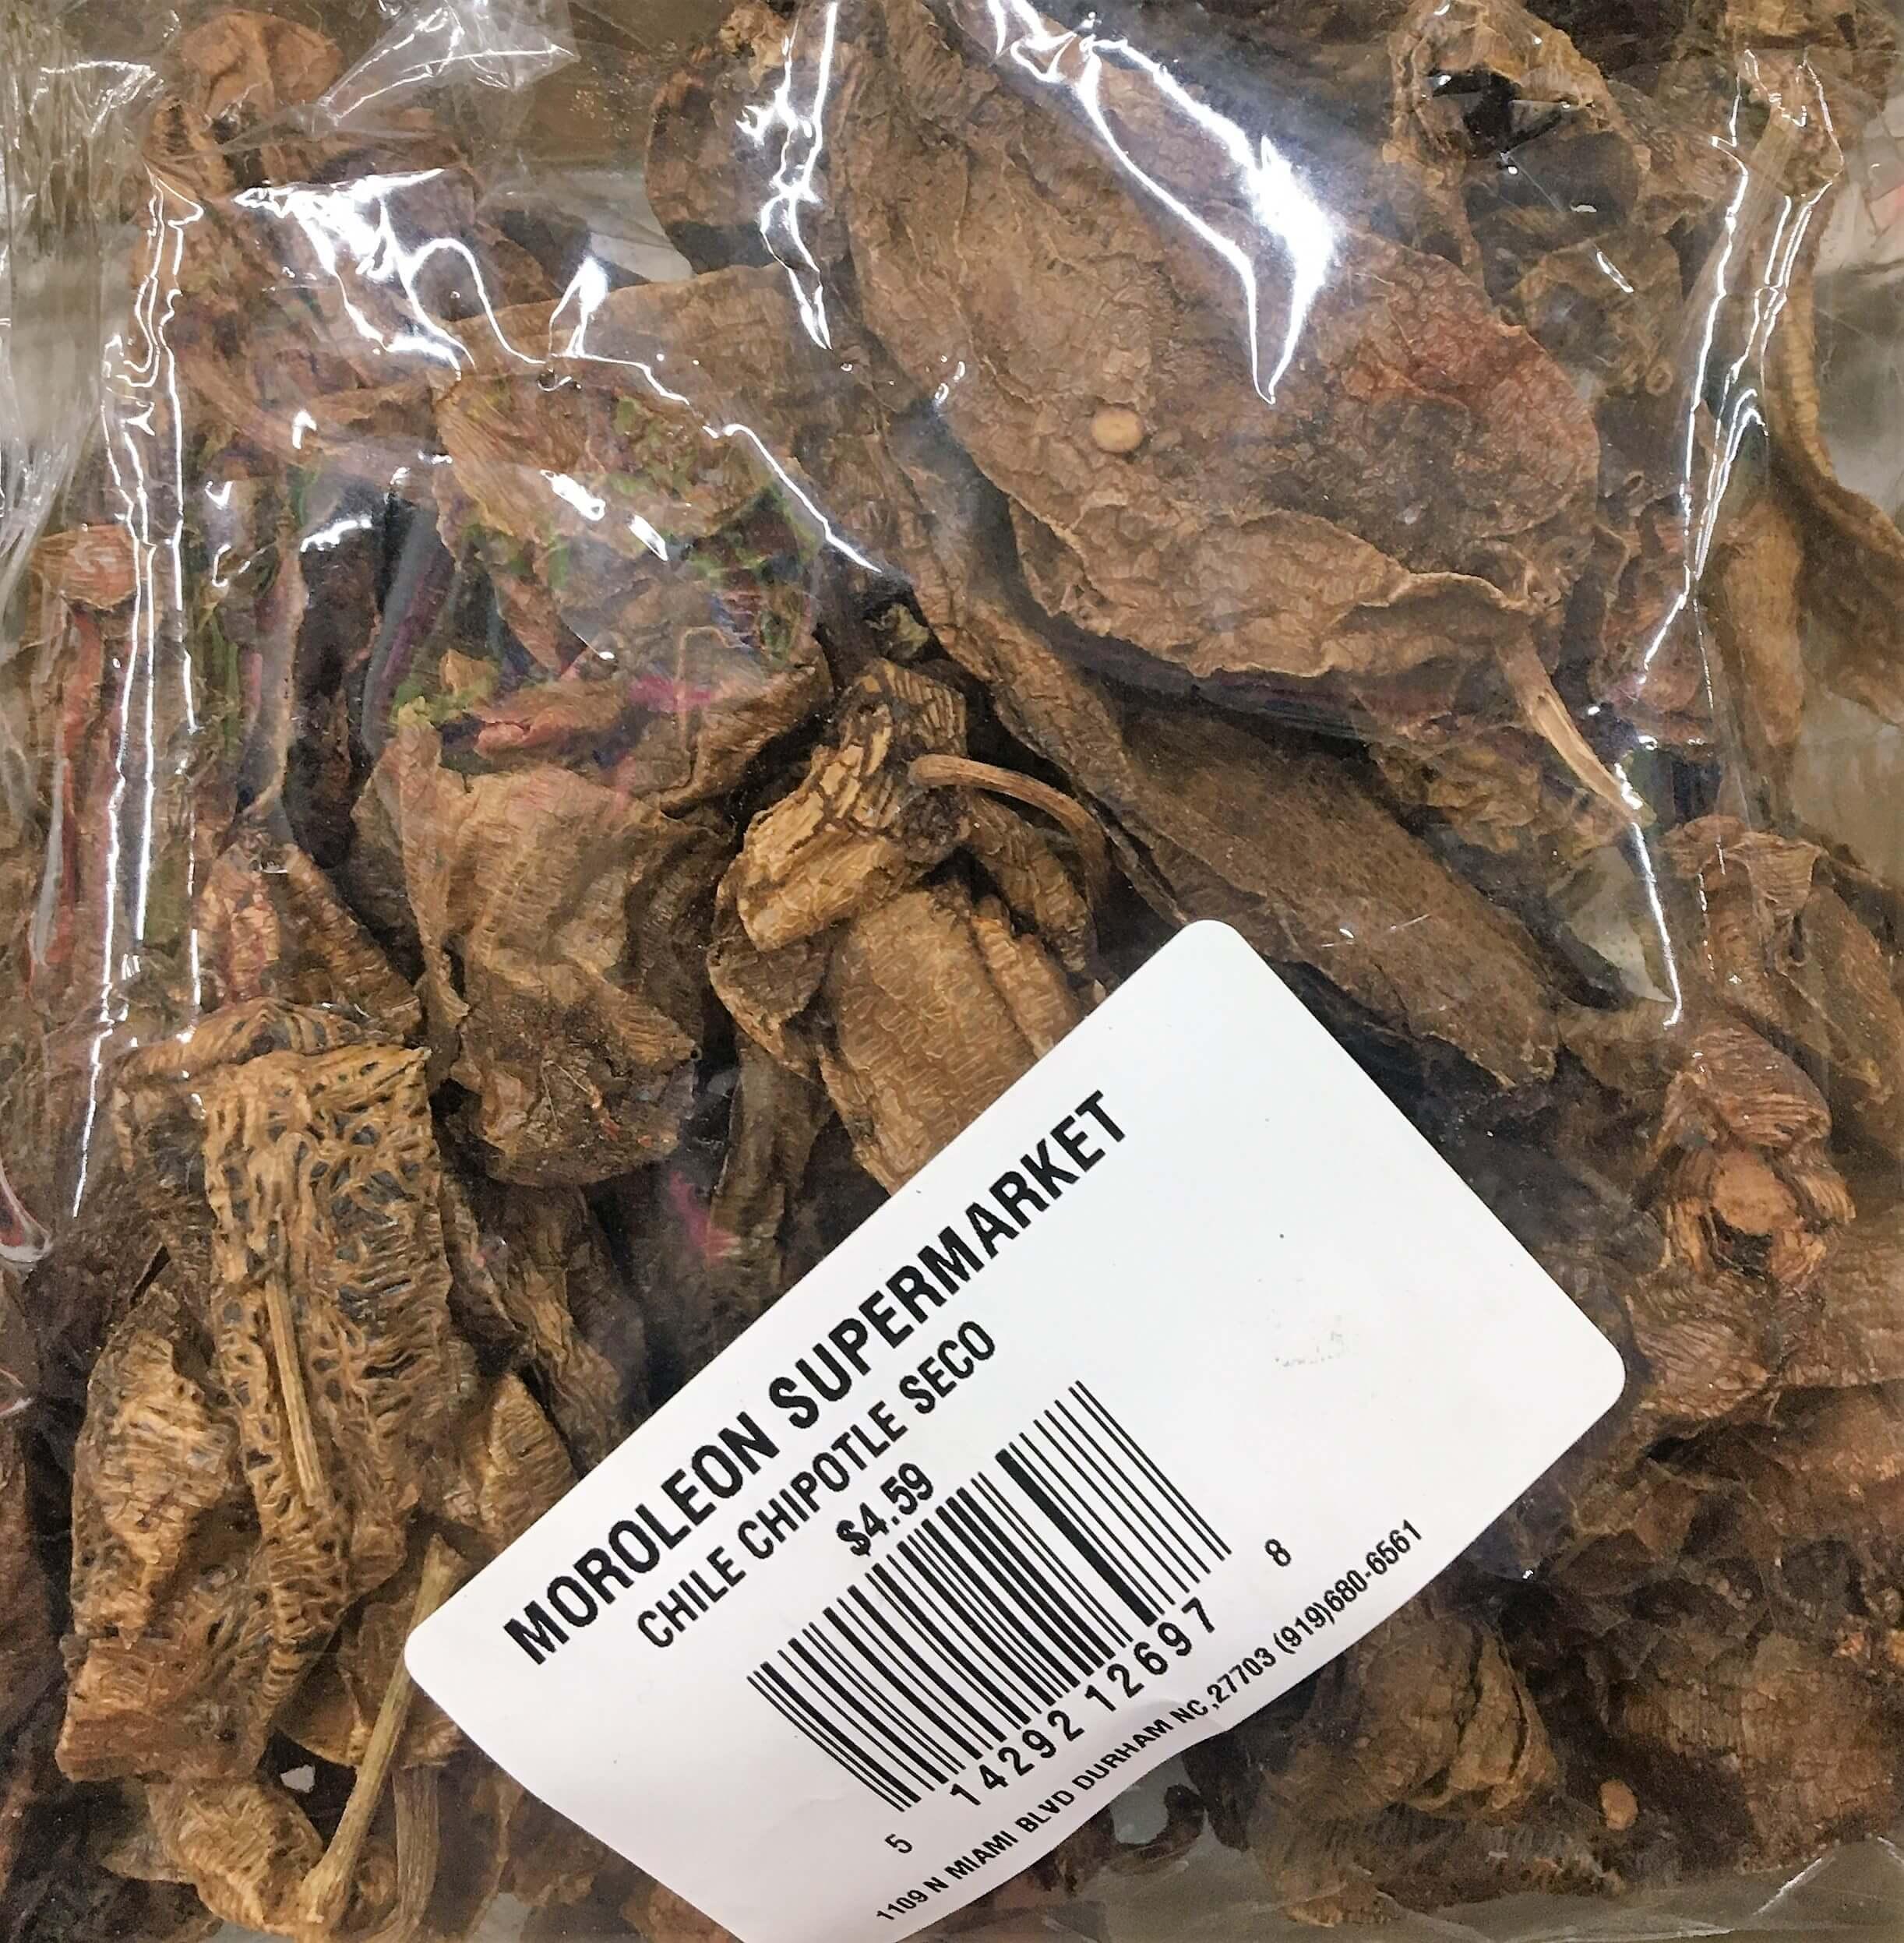 MOROLEON SUPERMARKET
CHILE CHIPOTLE SECO
$4.59
5 14292 12697 8
1109 N MIAMI BLVD DURHAM NC,27703 (919)680-6561